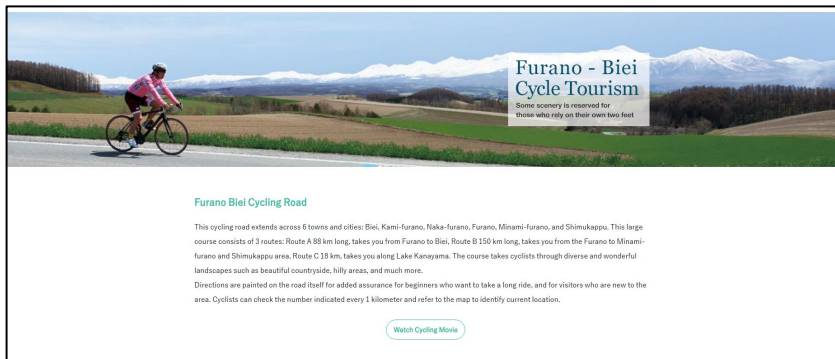 Furano - Biei
Cycle Tourism
Some scenery is reserved for
those who rely on their own two feet
Furano Biei Cycling Road
This cycling road extends across 6 towns and cities: Biei, Kami-furano, Naka-furano, Furano, Minami-furano, and Shimukappu. This large
course consists of 3 routes: Route A 88 km long, takes you from Furano to Biei, Route B 150 km long, takes you from the Furano to Minami-
furano and Shimukappu area, Route C 18 km, takes you along Lake Kanayama. The course takes cyclists through diverse and wonderful
landscapes such as beautiful countryside, hilly areas, and much more.
Directions are painted on the road itself for added assurance for beginners who want to take a long ride, and for visitors who are new to the
area. Cyclists can check the number indicated every 1 kilometer and refer to the map to identify current location.
Watch Cycling Movie